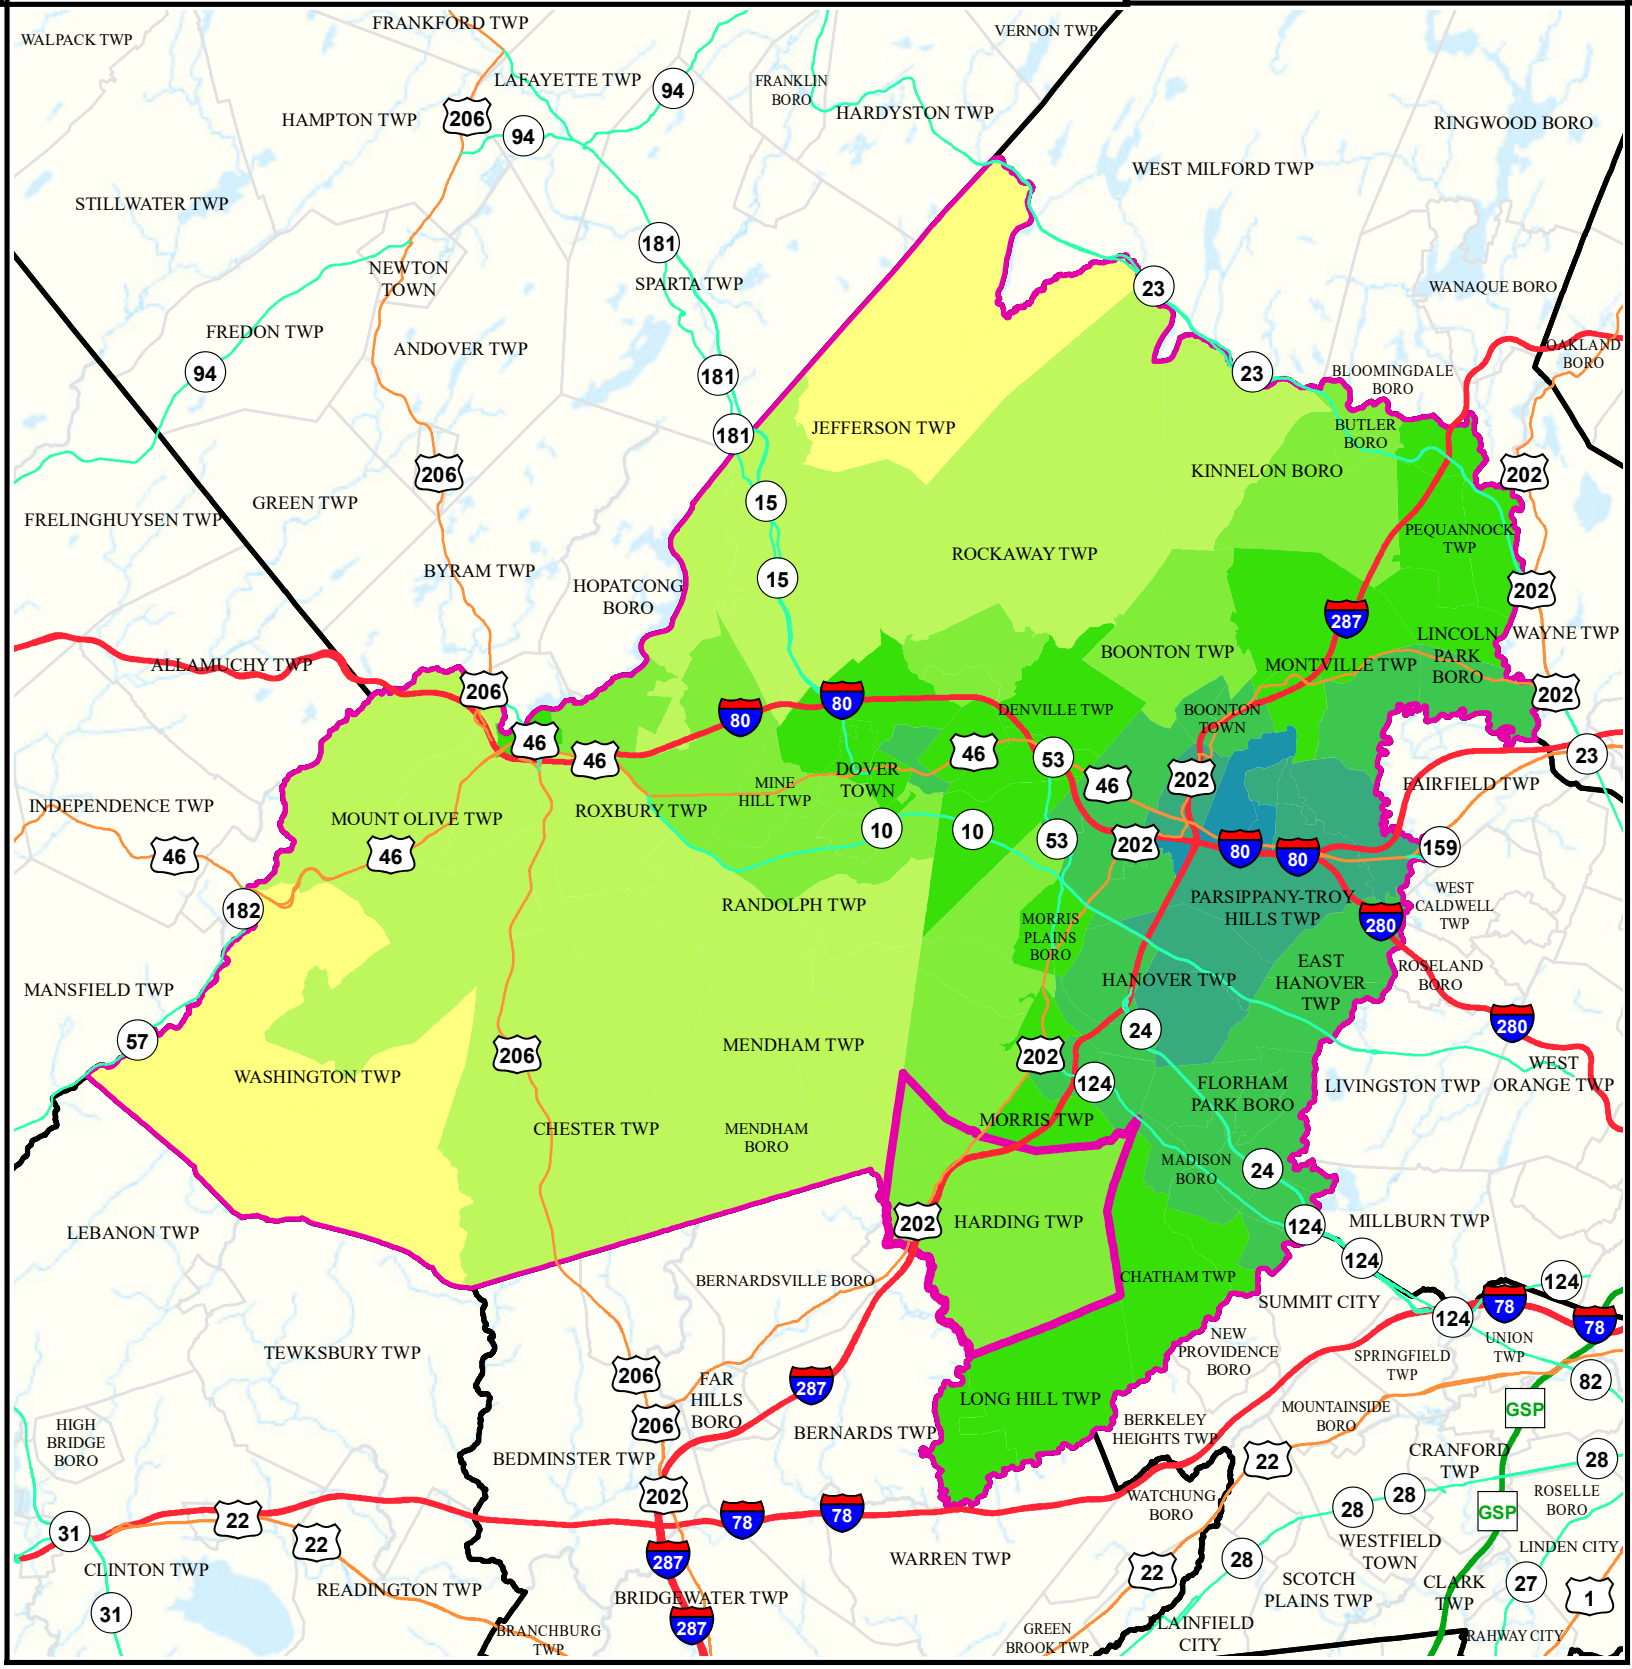 FRANKFORD TWP
WALPACK TWP
VERNON TWP
LAFAYETTE TWP
94
FRANKLIN
BORO
206
HAMPTON TWP
HARDYSTON TWP
RINGWOOD BORO
94
WEST MILFORD TWP
STILLWATER TWP
181
NEWTON
TOWN
SPARTA TWP
23
WANAQUE BORO
FREDON TWP
ANDOVER TWP
OAKLAND
BORO
94
181
23
BLOOMINGDALE
BORO
181
JEFFERSON TWP
BUTLER
BORO
206
KINNELON BORO
202
GREEN TWP
15
FRELINGHUYSEN TWP
PEQUANNOCK
TWP
ROCKAWAY TWP
BYRAM TWP
15
HOPATCONG
BORO
202
287
LINCOLN
PARK
BORO
WAYNE TWP
ALLAMUCHY TWP
BOONTON TWP
MONTVILLE TWP
206
202
80
80
DENVILLE TWP
BOONTON
TOWN
46
46
46
53
23
DOVER
TOWN
MINE
HILL TWP
46
202
FAIRFIELD TWP
INDEPENDENCE TWP
ROXBURY TWP
MOUNT OLIVE TWP
46
46
10
10
53
202
80
80
159
182
RANDOLPH TWP
PARSIPPANY-TROY
HILLS TWP
WEST
CALDWELL
TWP
280
MORRIS
PLAINS
BORO
EAST
HANOVER
TWP
ROSELAND
BORO
MANSFIELD TWP
HANOVER TWP
57
24
280
206
MENDHAM TWP
202
WEST
ORANGE TWP
WASHINGTON TWP
124
FLORHAM
PARK BORO
LIVINGSTON TWP
CHESTER TWP
MENDHAM
BORO
MORRIS TWP
MADISON
BORO
24
LEBANON TWP
202
HARDING TWP
124
MILLBURN TWP
124
BERNARDSVILLE BORO
CHATHAM TWP
124
SUMMIT CITY
78
124
78
TEWKSBURY TWP
NEW
PROVIDENCE
BORO
UNION
TWP
SPRINGFIELD
TWP
206
FAR
HILLS
BORO
287
82
LONG HILL TWP
GSP
MOUNTAINSIDE
BORO
206
HIGH
BRIDGE
BORO
BERNARDS TWP
BERKELEY
HEIGHTS TWP
BEDMINSTER TWP
22
CRANFORD
TWP
28
202
WATCHUNG
BORO
28
28
ROSELLE
BORO
GSP
31
22
78
78
22
WESTFIELD
TOWN
LINDEN CITY
287
WARREN TWP
28
CLINTON TWP
22
SCOTCH
PLAINS TWP
CLARK
TWP
27
1
READINGTON TWP
BRIDGEWATER TWP
31
287
BRANCHBURG
TWP
GREEN
BROOK TWP
LAINFIELD
CITY
RAHWAY CITY